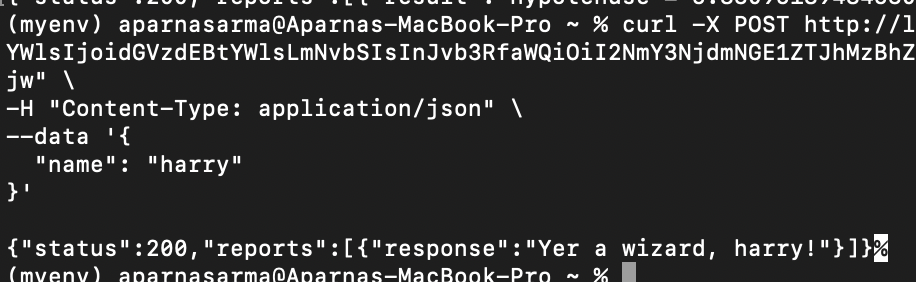 (myenv) aparnasarma@Aparnas-MacBook-Pro ~ % curl -X POST http://l
YWlsIjoidGVzdEBtYWlsLmNvbSIsInJvb3RfaWQiOiI2NmY3NjdmNGE1ZTJhMzBhZ
jw" \
-H "Content-Type: application/json" \
--data '{
  "name": "harry"
}'
{"status":200,"reports":[{"response":"Yer a wizard, harry!"}]}%
(myenv) aparnasarma@Aparnas-MacBook-Pro ~ %